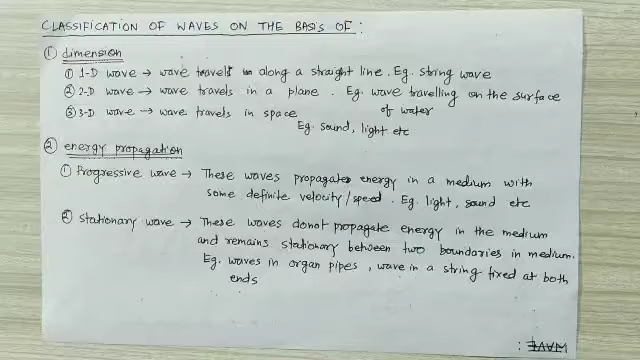 CLASSIFICATION OF WAVES ON THE BASIS OF :
① dimension
① 1-D wave → wave travels in along a straight line. Eg. string wave
② 2-D wave → wave travels in a plane. Eg. wave travelling on the surface of water
③ 3-D wave → wave travels in space
Eg. sound, light etc
② energy propagation
① Progressive wave → These waves propagates energy in a medium with
some definite velocity/speed. Eg. light, sound etc
② Stationary wave → These waves donot propagate energy in the medium
and remains stationary between two boundaries in medium.
Eg. waves in organ pipes, wave in a string fixed at both
ends
WAVE :